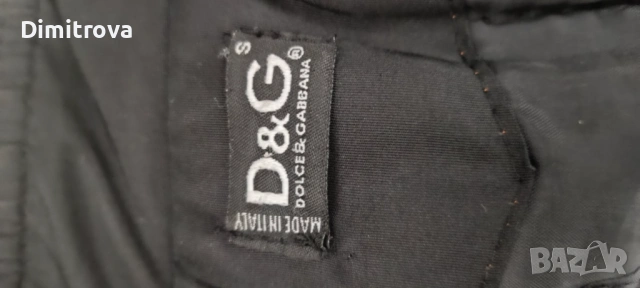 Dimitrova
S
D&G®
DOLCE&GABBANA
MADE IN ITALY
BAZAR